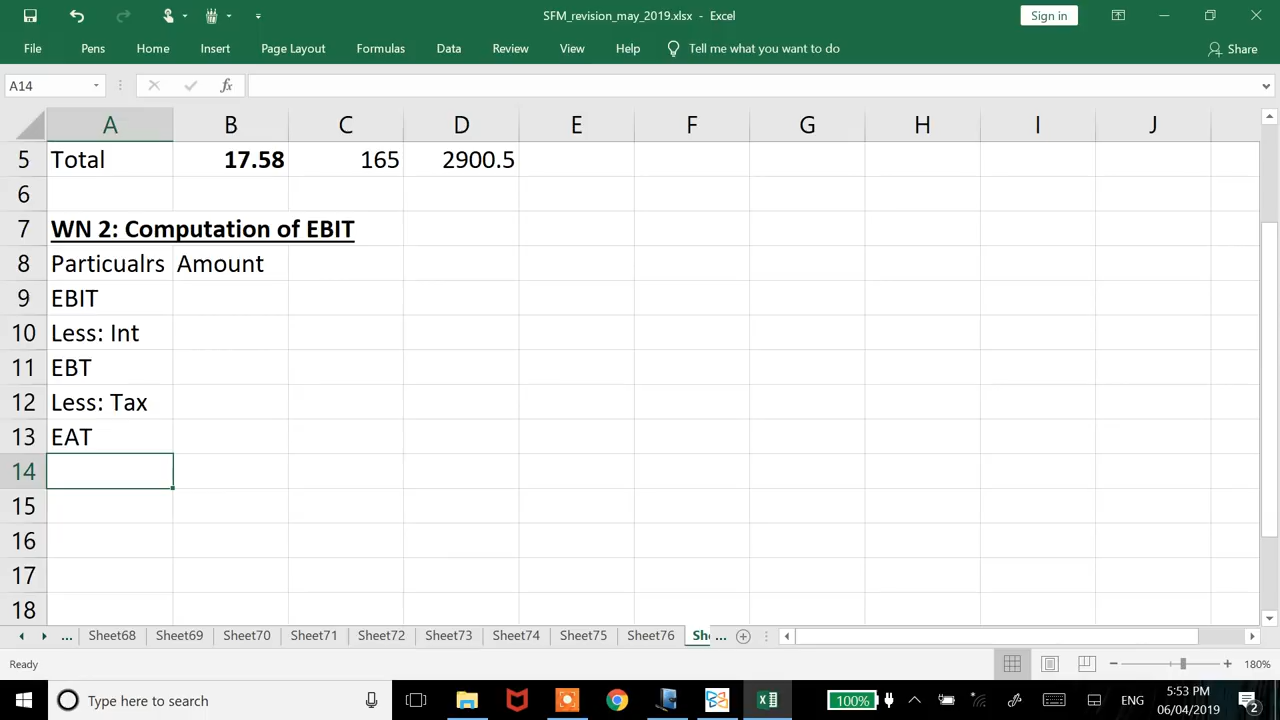 SFM_revision_may_2019.xlsx - Excel
Sign in
File Pens Home Insert Page Layout Formulas Data Review View Help Tell me what you want to do Share
A14 fx
A B C D E F G H I J
5 Total 17.58 165 2900.5
6
7 WN 2: Computation of EBIT
8 Particualrs Amount
9 EBIT
10 Less: Int
11 EBT
12 Less: Tax
13 EAT
14
15
16
17
18
... Sheet68 Sheet69 Sheet70 Sheet71 Sheet72 Sheet73 Sheet74 Sheet75 Sheet76 She ...
Ready 180%
Type here to search 100% ENG 5:53 PM
06/04/2019 2